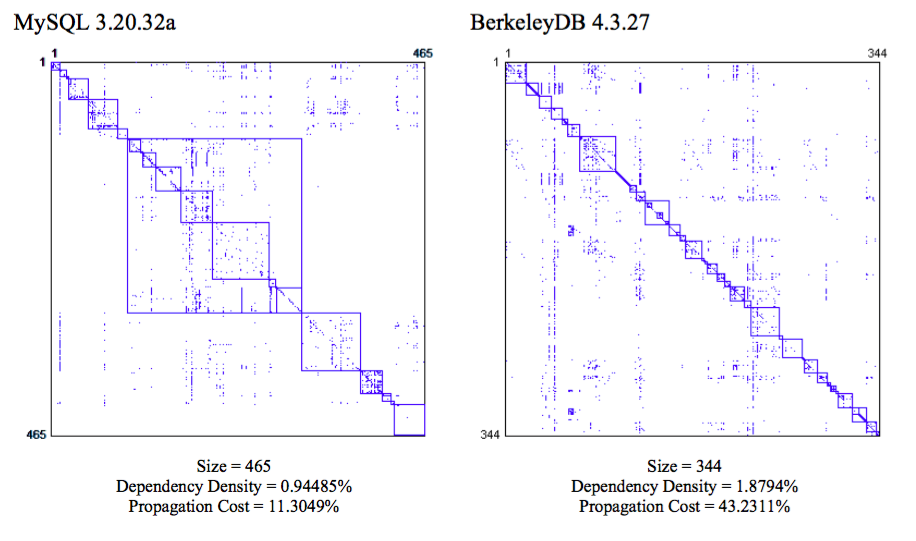 MySQL 3.20.32a
1
465
465
Size = 465
Dependency Density = 0.94485%
Propagation Cost = 11.3049%
BerkeleyDB 4.3.27
1
344
1
344
Size = 344
Dependency Density = 1.8794%
Propagation Cost = 43.2311%